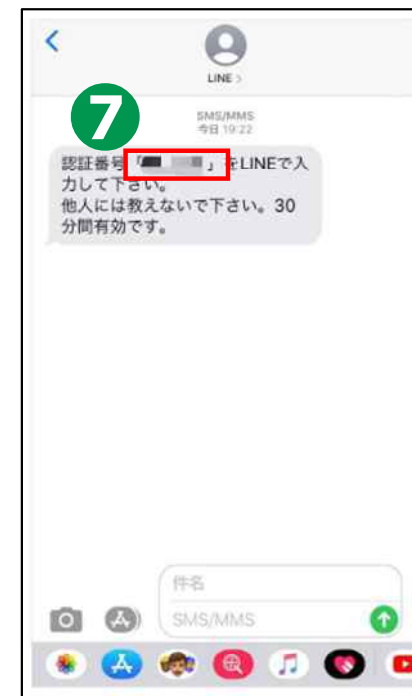 LINE >
7
SMS/MMS
今日 19:22
認証番号「 」をLINEで入
力して下さい。
他人には教えないで下さい。30
分間有効です。
件名
SMS/MMS